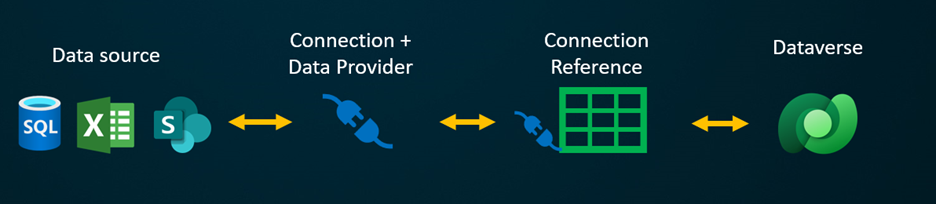 Data source
Connection +
Data Provider
Connection
Reference
Dataverse
SQL
X
S